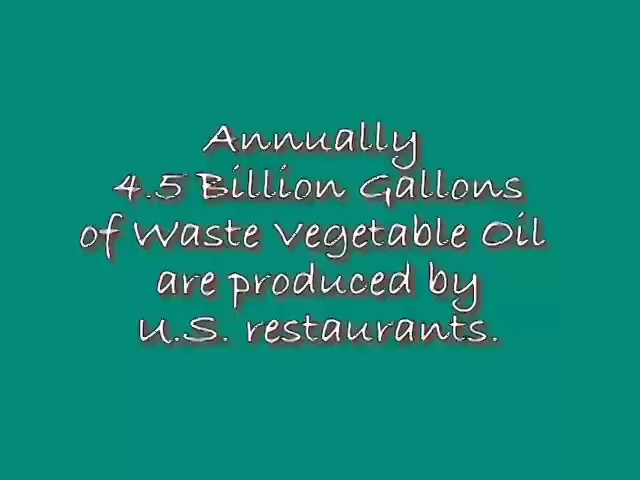 Annually
4.5 Billion Gallons
of Waste Vegetable Oil
are produced by
U.S. restaurants.